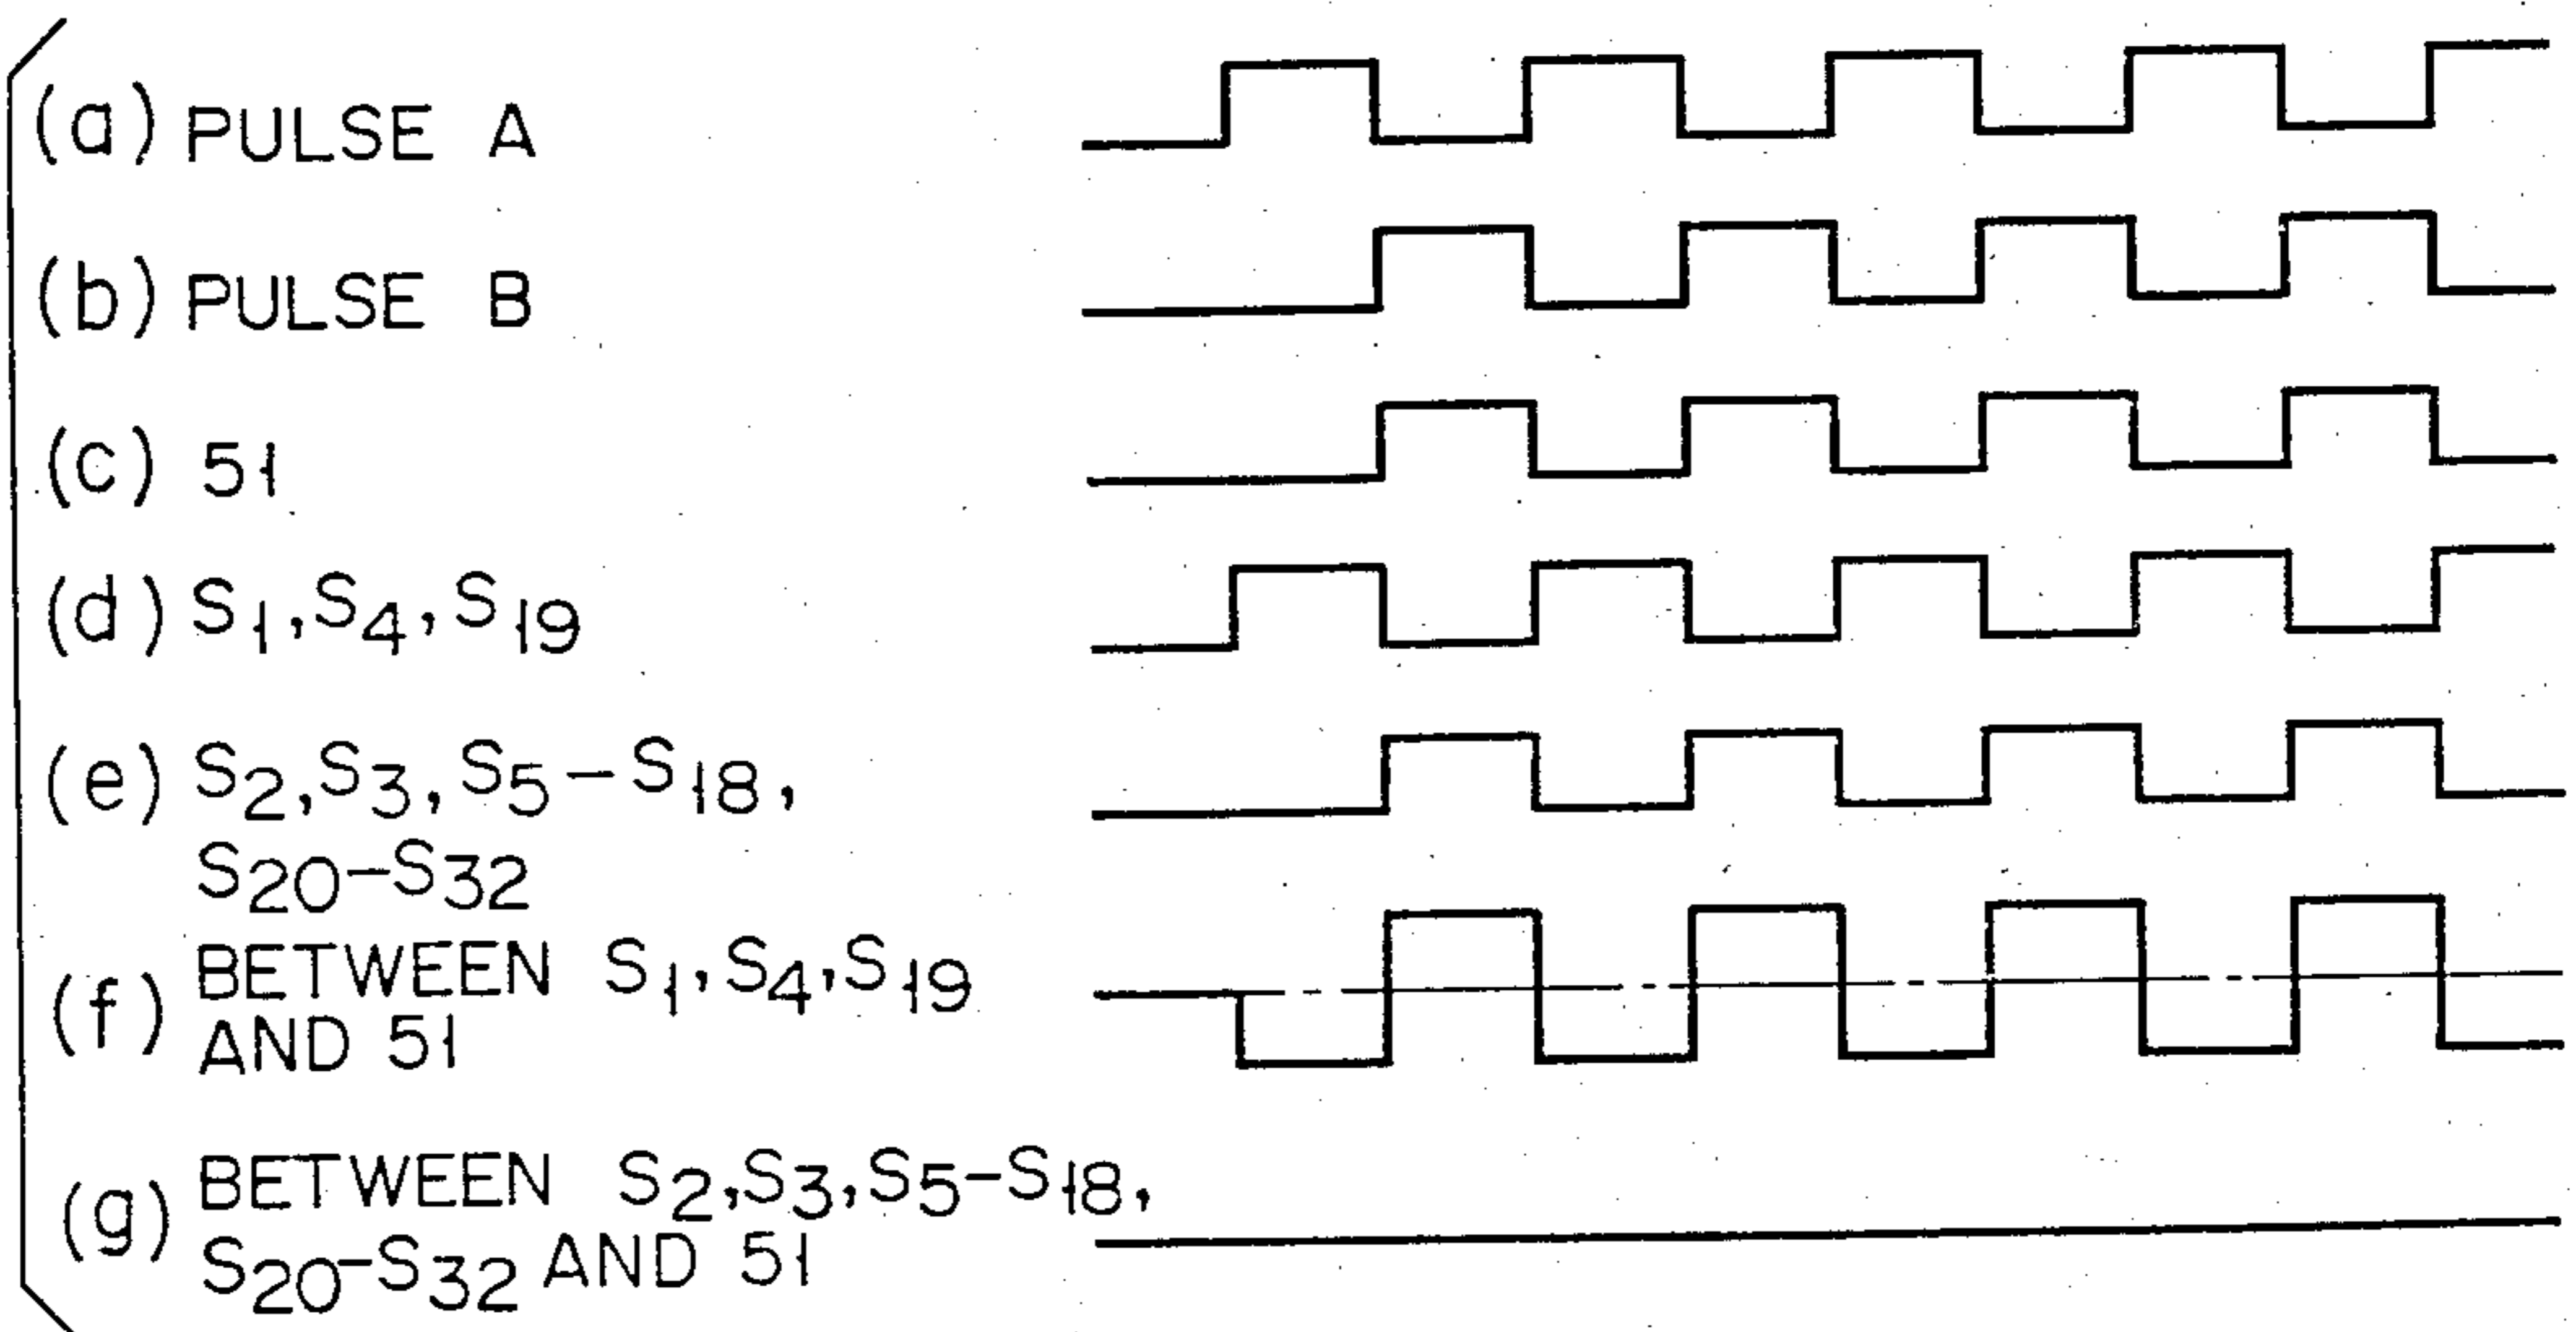 (a) PULSE A
(b) PULSE B
(c) 51
(d) S1, S4, S19
(e) S2, S3, S5-S18,
S20-S32
(f) BETWEEN S1, S4, S19
AND 51
(g) BETWEEN S2, S3, S5-S18,
S20-S32 AND 51